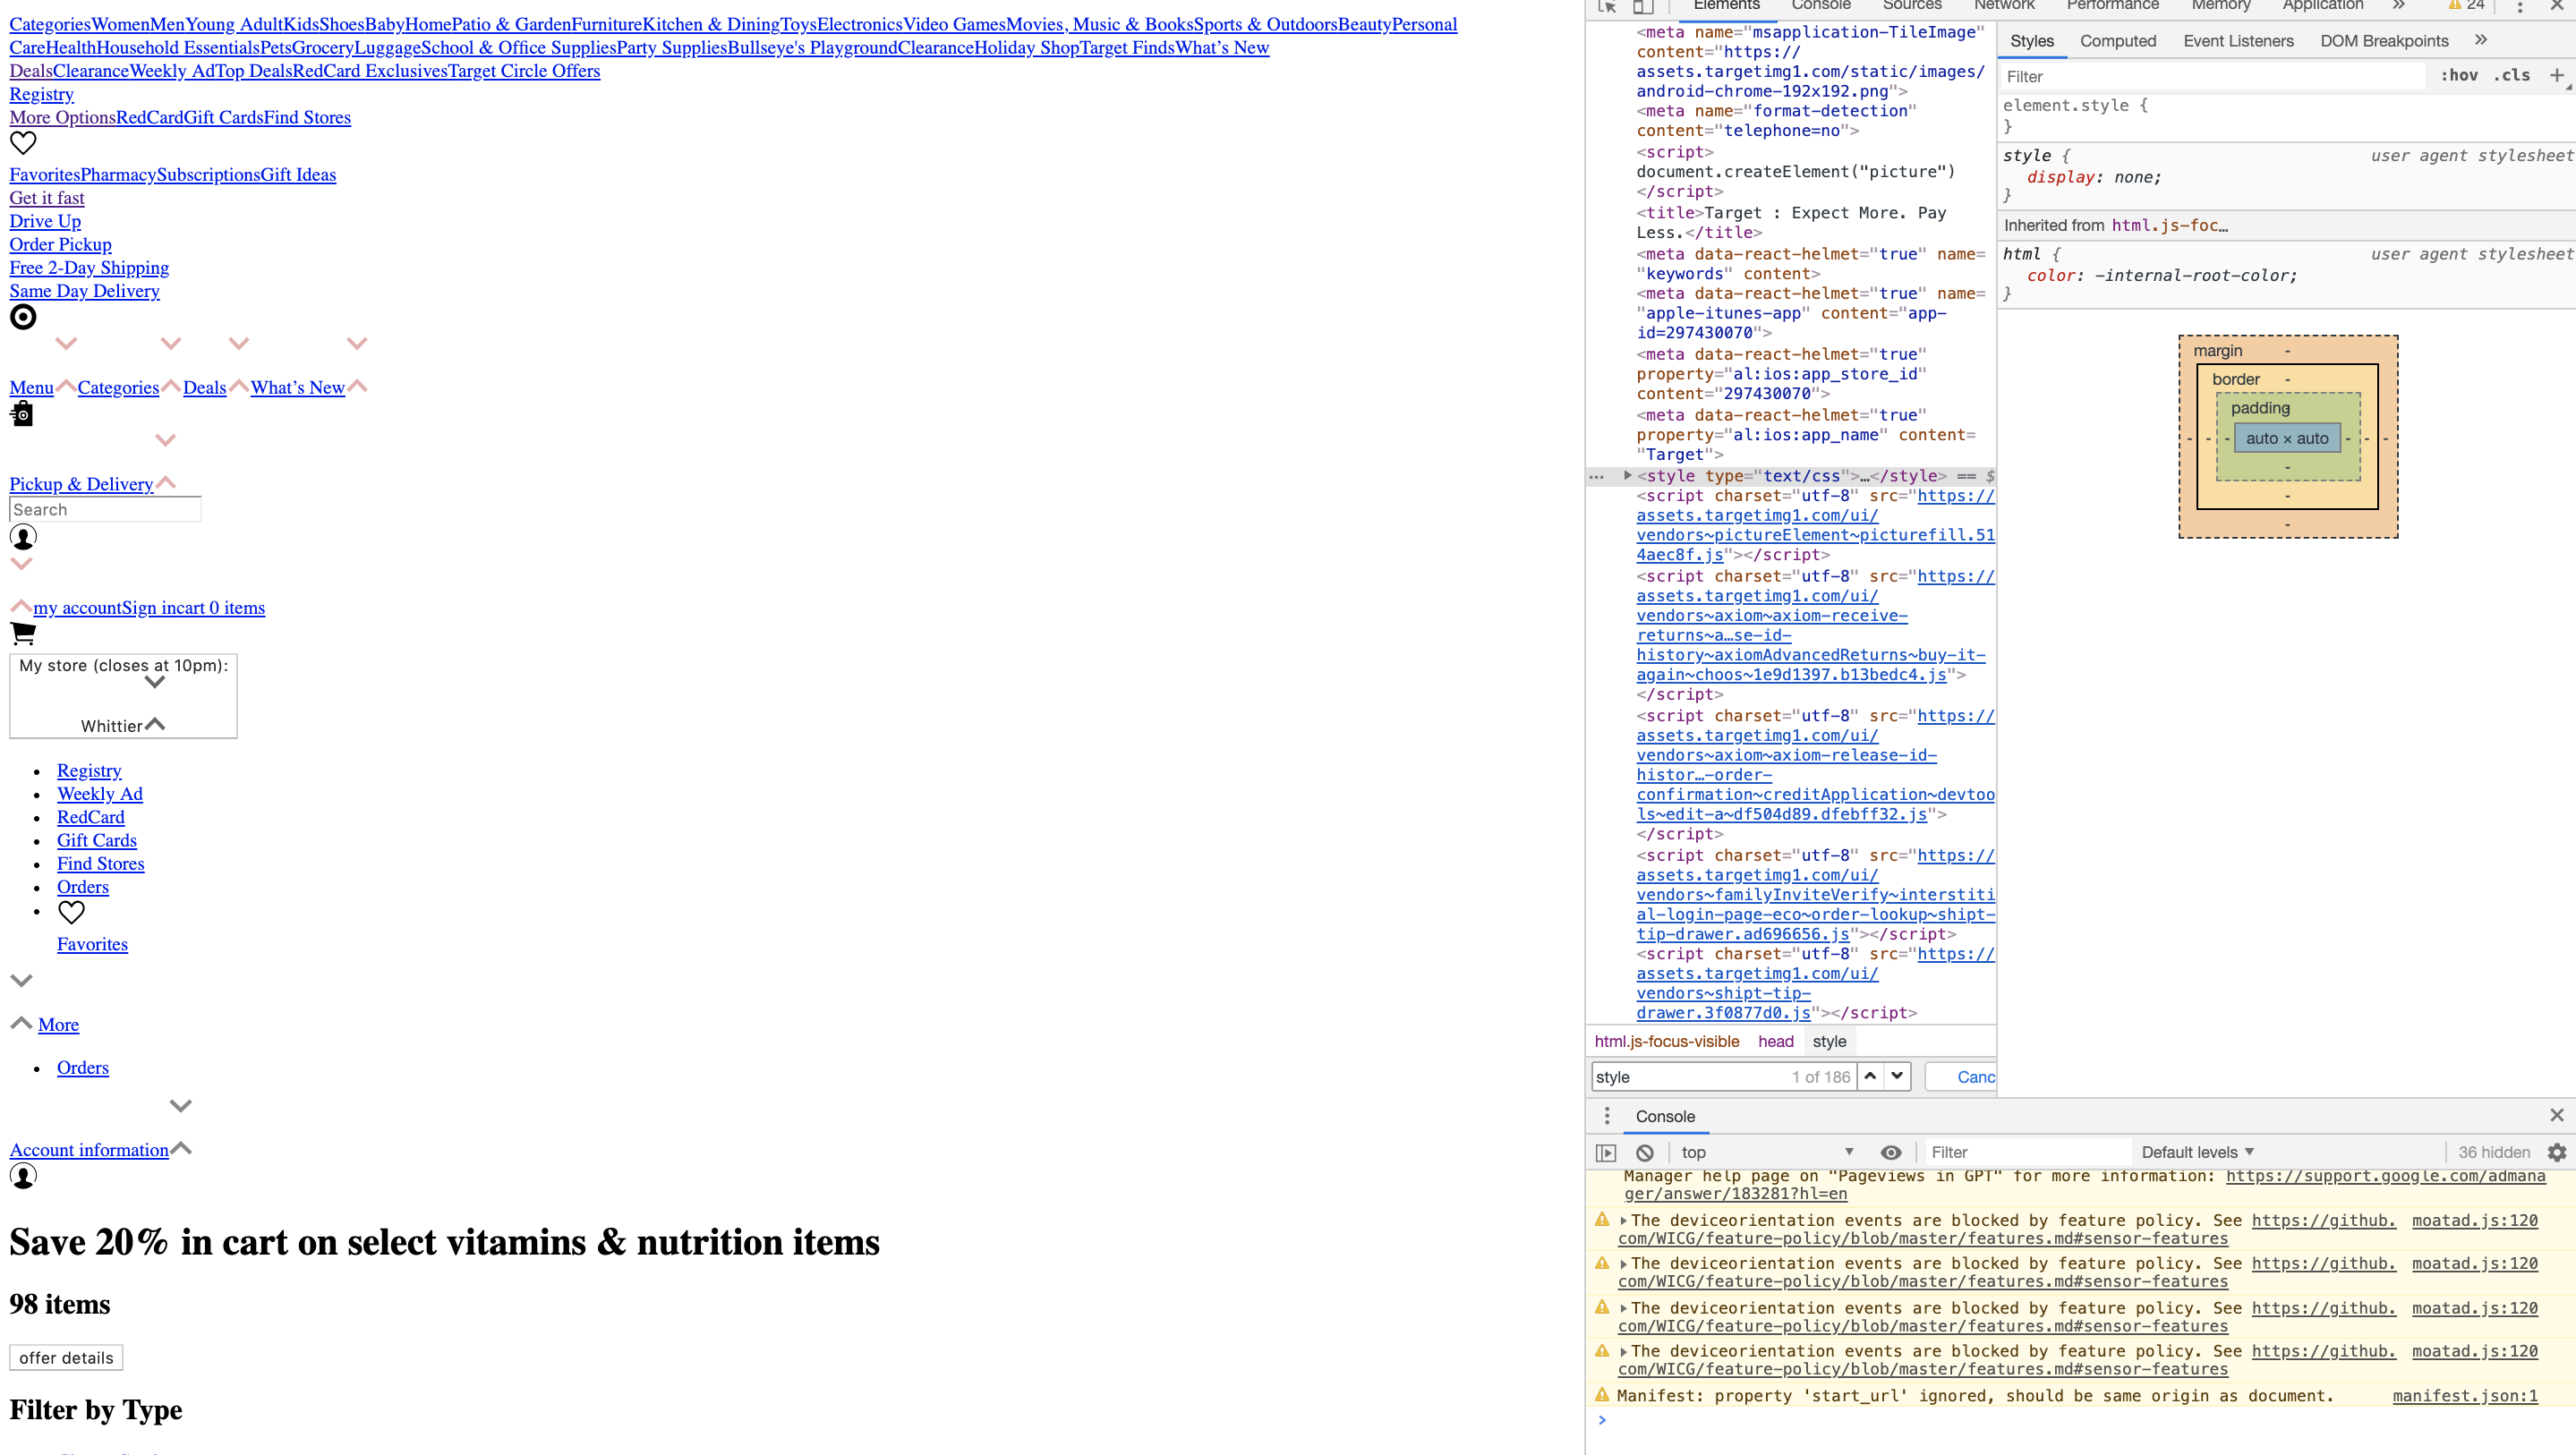 CategoriesWomenMenYoung AdultKidsShoesBabyHomePatio & GardenFurnitureKitchen & DiningToysElectronicsVideo GamesMovies, Music & BooksSports & OutdoorsBeautyPersonal
CareHealthHousehold EssentialsPetsGroceryLuggageSchool & Office SuppliesParty SuppliesBullseye's PlaygroundClearanceHoliday ShopTarget FindsWhat’s New
DealsClearanceWeekly AdTop DealsRedCard ExclusivesTarget Circle Offers
Registry
More OptionsRedCardGift CardsFind Stores
FavoritesPharmacySubscriptionsGift Ideas
Get it fast
Drive Up
Order Pickup
Free 2-Day Shipping
Same Day Delivery
Menu Categories Deals What’s New
Pickup & Delivery
Search
my accountSign incart 0 items
My store (closes at 10pm):
Whittier
Registry
Weekly Ad
RedCard
Gift Cards
Find Stores
Orders
Favorites
More
Orders
Account information
Save 20% in cart on select vitamins & nutrition items
98 items
offer details
Filter by Type
Elements Console Sources Network Performance Memory Application » 24
<meta name="msapplication-TileImage"
content="https://
assets.targetimg1.com/static/images/
android-chrome-192x192.png">
<meta name="format-detection"
content="telephone=no">
<script>
document.createElement("picture")
</script>
<title>Target : Expect More. Pay
Less.</title>
<meta data-react-helmet="true" name=
"keywords" content>
<meta data-react-helmet="true" name=
"apple-itunes-app" content="app-
id=297430070">
<meta data-react-helmet="true"
property="al:ios:app_store_id"
content="297430070">
<meta data-react-helmet="true"
property="al:ios:app_name" content=
"Target">
… <style type="text/css">…</style> == $
<script charset="utf-8" src="https://
assets.targetimg1.com/ui/
vendors~pictureElement~picturefill.51
4aec8f.js"></script>
<script charset="utf-8" src="https://
assets.targetimg1.com/ui/
vendors~axiom~axiom-receive-
returns~a…se-id-
history~axiomAdvancedReturns~buy-it-
again~choos~1e9d1397.b13bedc4.js">
</script>
<script charset="utf-8" src="https://
assets.targetimg1.com/ui/
vendors~axiom~axiom-release-id-
histor…-order-
confirmation~creditApplication~devtoo
ls~edit-a~df504d89.dfebff32.js">
</script>
<script charset="utf-8" src="https://
assets.targetimg1.com/ui/
vendors~familyInviteVerify~interstiti
al-login-page-eco~order-lookup~shipt-
tip-drawer.ad696656.js"></script>
<script charset="utf-8" src="https://
assets.targetimg1.com/ui/
vendors~shipt-tip-
drawer.3f0877d0.js"></script>
html.js-focus-visible head style
style 1 of 186 Canc
Styles Computed Event Listeners DOM Breakpoints »
Filter :hov .cls +
element.style {
}
style { user agent stylesheet
display: none;
}
Inherited from html.js-foc…
html { user agent stylesheet
color: -internal-root-color;
}
margin -
border -
padding
- - - auto × auto - - -
-
-
-
Console
top Filter Default levels 36 hidden
Manager help page on "Pageviews in GPT" for more information: https://support.google.com/admana
ger/answer/183281?hl=en
The deviceorientation events are blocked by feature policy. See https://github. moatad.js:120
com/WICG/feature-policy/blob/master/features.md#sensor-features
The deviceorientation events are blocked by feature policy. See https://github. moatad.js:120
com/WICG/feature-policy/blob/master/features.md#sensor-features
The deviceorientation events are blocked by feature policy. See https://github. moatad.js:120
com/WICG/feature-policy/blob/master/features.md#sensor-features
The deviceorientation events are blocked by feature policy. See https://github. moatad.js:120
com/WICG/feature-policy/blob/master/features.md#sensor-features
Manifest: property 'start_url' ignored, should be same origin as document. manifest.json:1
>